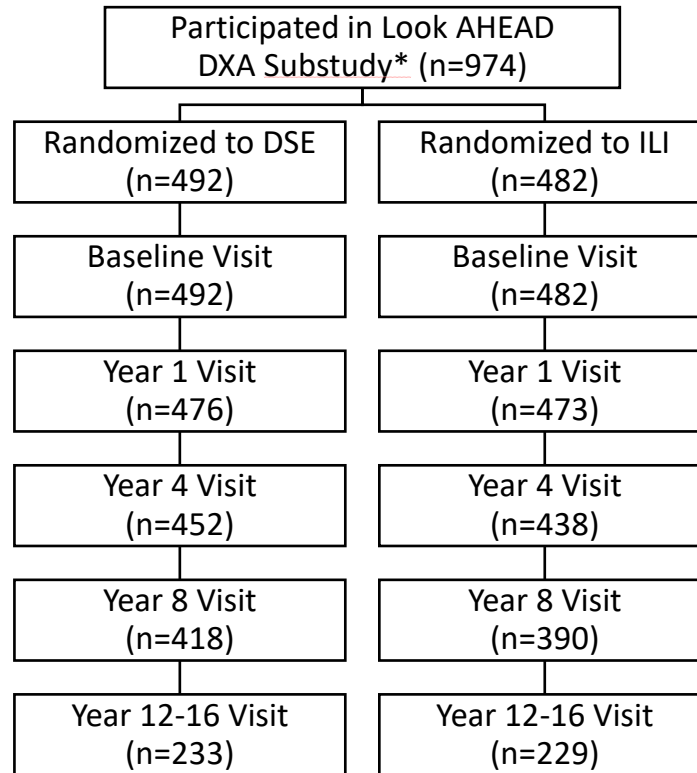 Participated in Look AHEAD
DXA Substudy* (n=974)
Randomized to DSE
(n=492)
Randomized to ILI
(n=482)
Baseline Visit
(n=492)
Baseline Visit
(n=482)
Year 1 Visit
(n=476)
Year 1 Visit
(n=473)
Year 4 Visit
(n=452)
Year 4 Visit
(n=438)
Year 8 Visit
(n=418)
Year 8 Visit
(n=390)
Year 12-16 Visit
(n=233)
Year 12-16 Visit
(n=229)